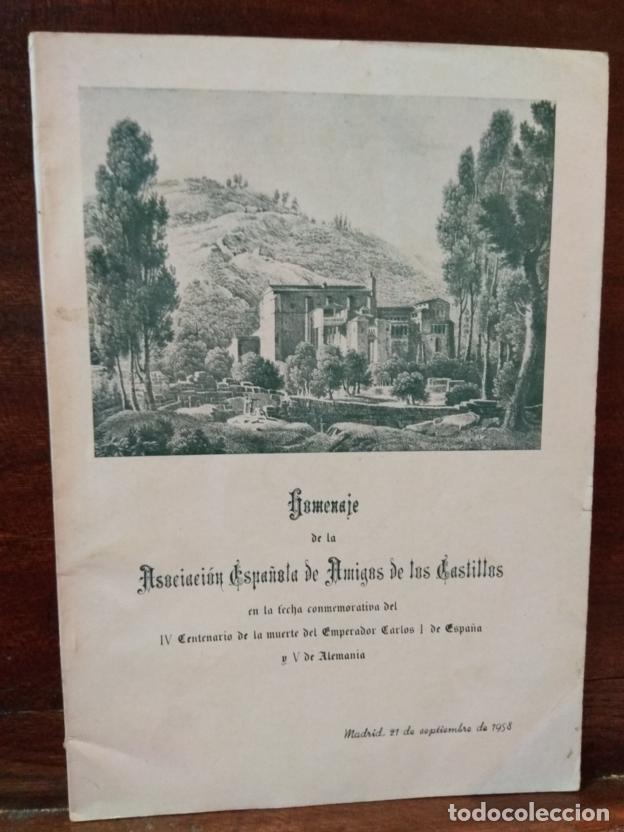 Homenaje
de la
Asociación Española de Amigos de los Castillos
en la fecha conmemorativa del
IV Centenario de la muerte del Emperador Carlos I de España
y V de Alemania
Madrid, 21 de septiembre de 1958
todocoleccion